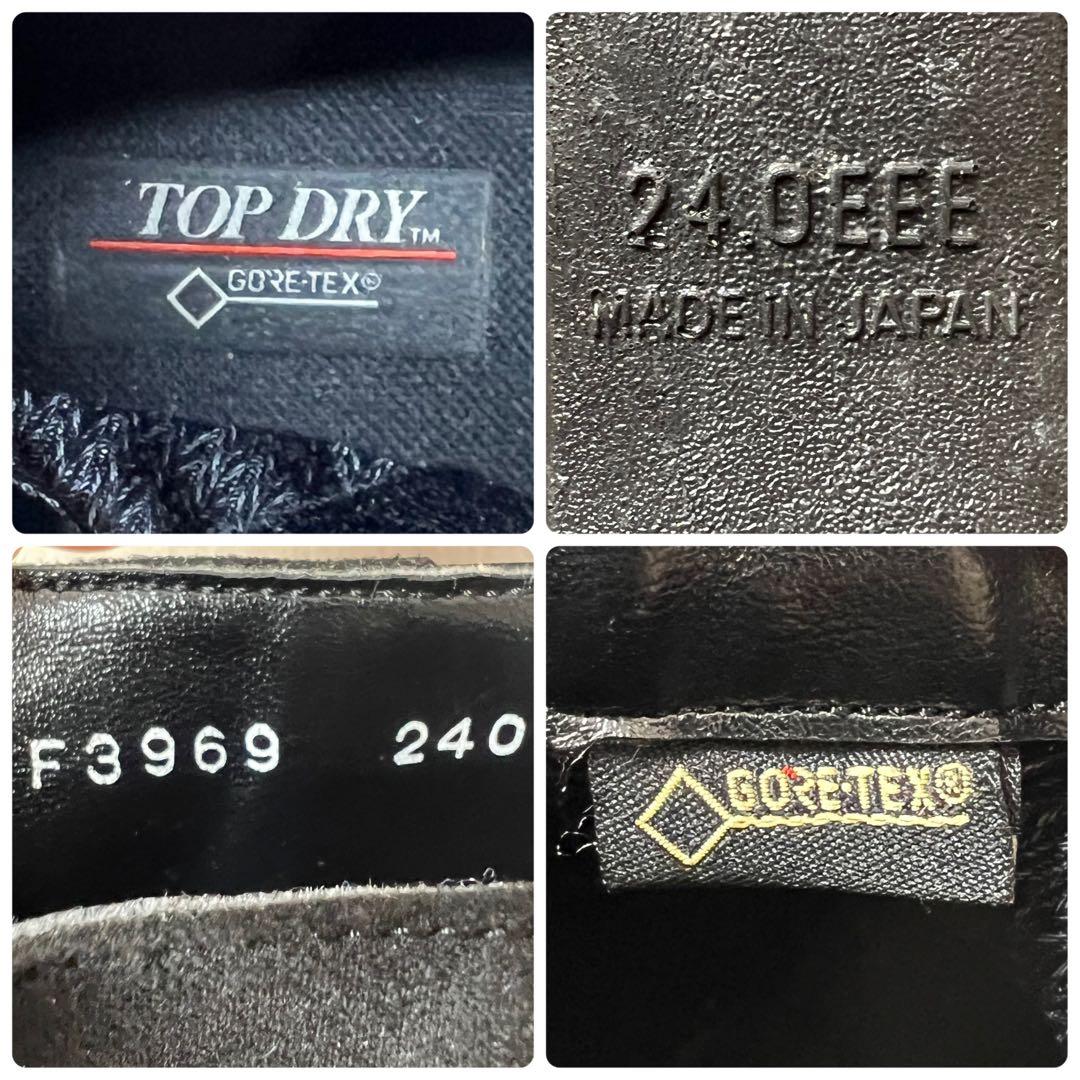 TOP DRY™
GORE-TEX®
24.0EEE
MADE IN JAPAN
F3969 240
GORE-TEX®